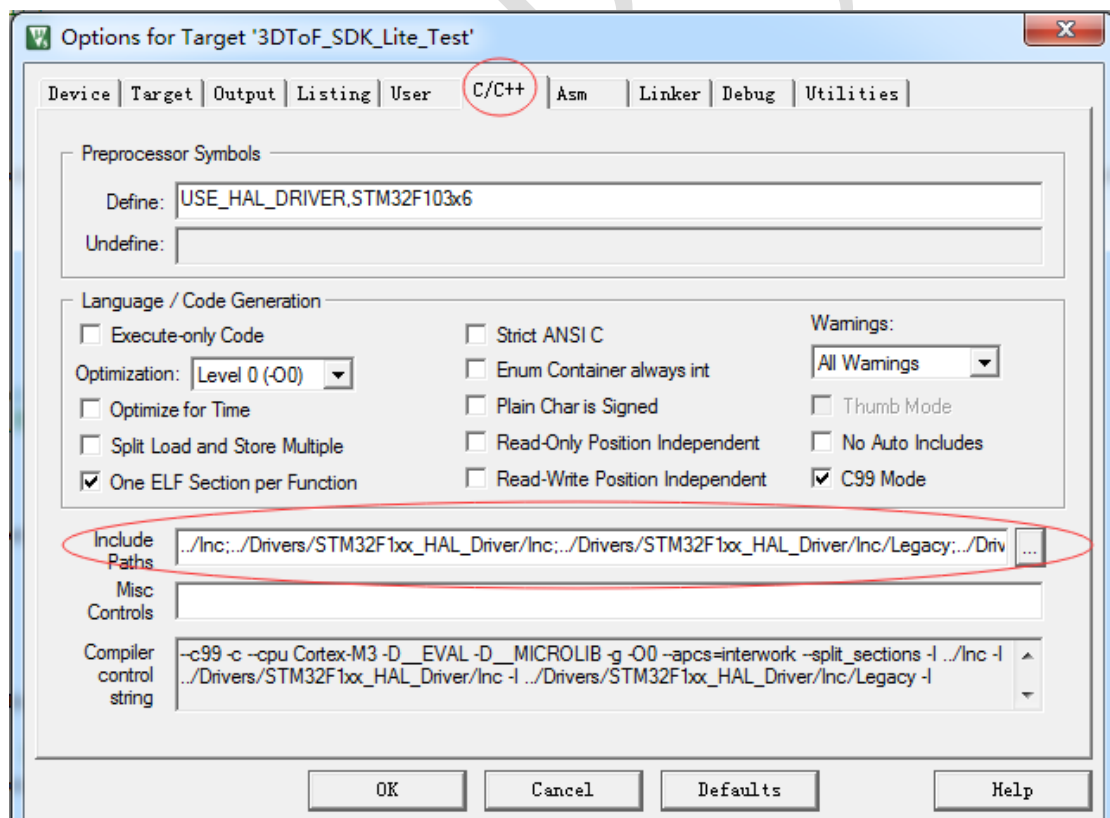 Options for Target '3DToF_SDK_Lite_Test'
Device Target Output Listing User C/C++ Asm Linker Debug Utilities
Preprocessor Symbols
Define: USE_HAL_DRIVER,STM32F103x6
Undefine:
Language / Code Generation
Execute-only Code Strict ANSI C Warnings:
Optimization: Level 0 (-O0) Enum Container always int All Warnings
Optimize for Time Plain Char is Signed Thumb Mode
Split Load and Store Multiple Read-Only Position Independent No Auto Includes
One ELF Section per Function Read-Write Position Independent C99 Mode
Include Paths ../Inc;../Drivers/STM32F1xx_HAL_Driver/Inc;../Drivers/STM32F1xx_HAL_Driver/Inc/Legacy;../Driv ...
Misc Controls
Compiler control string --c99 -c --cpu Cortex-M3 -D__EVAL -D__MICROLIB -g -O0 --apcs=interwork --split_sections -I ../Inc -I
../Drivers/STM32F1xx_HAL_Driver/Inc -I ../Drivers/STM32F1xx_HAL_Driver/Inc/Legacy -I
OK Cancel Defaults Help